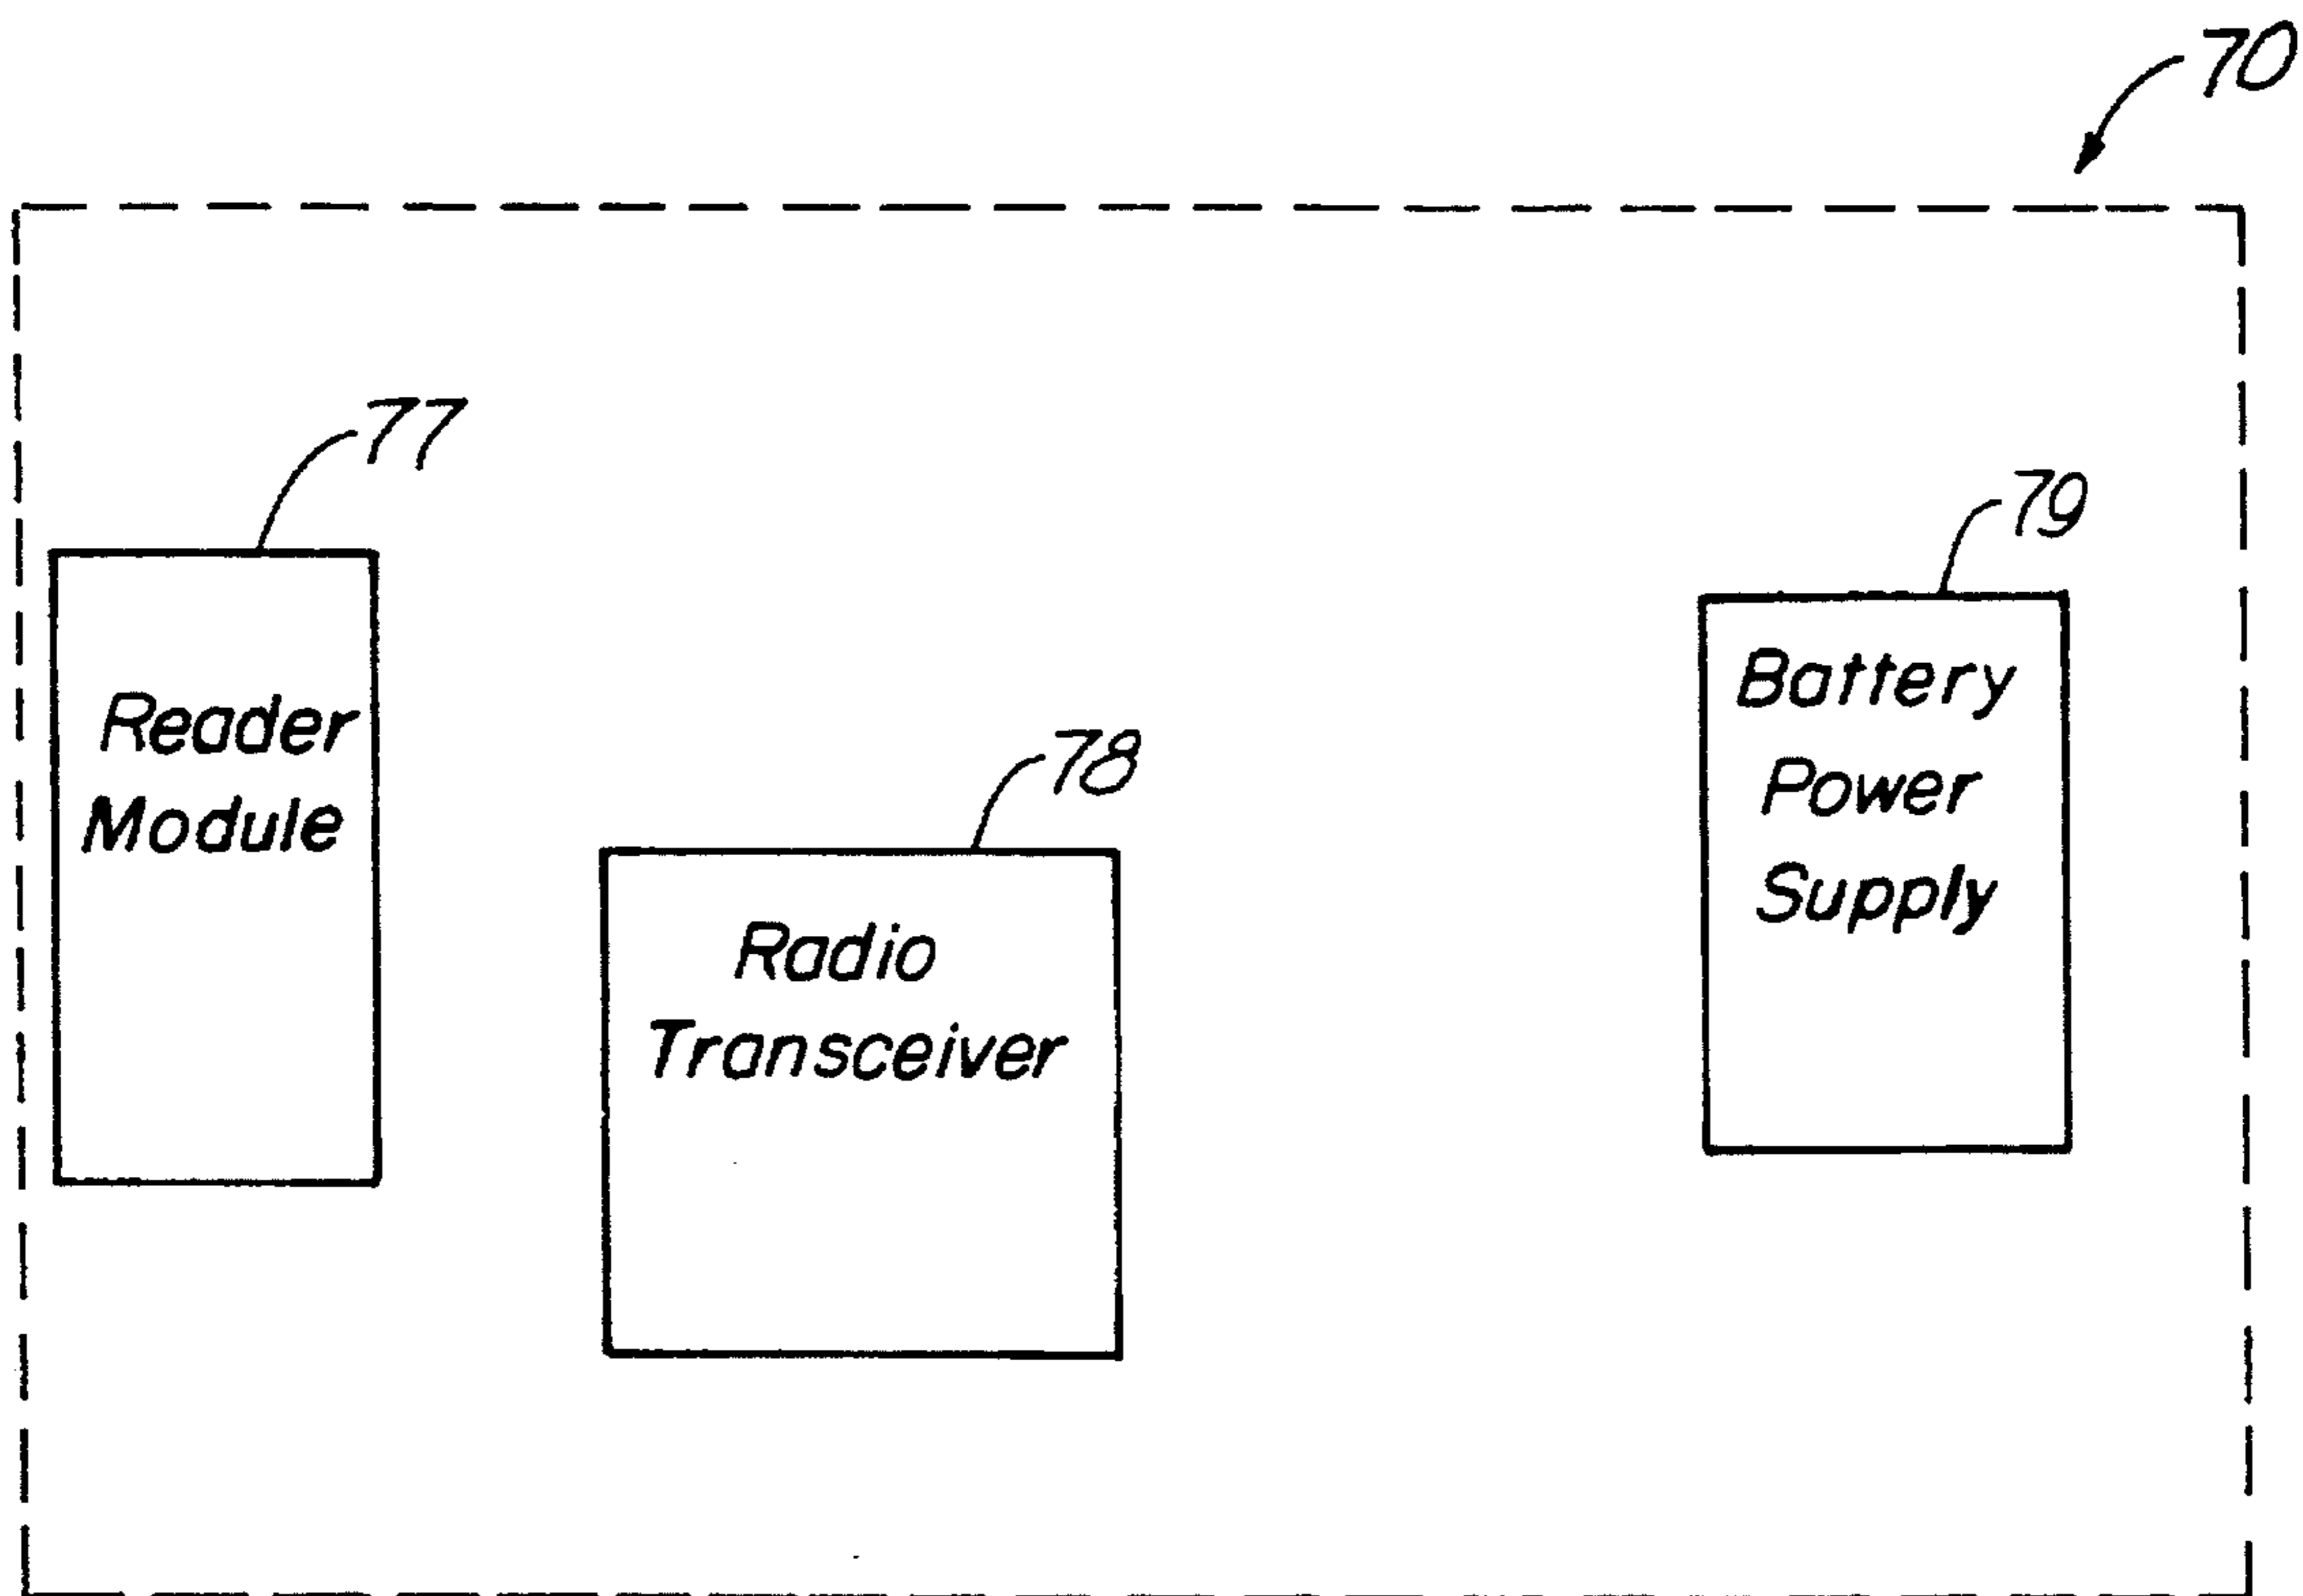 70
77
Reader
Module
78
Radio
Transceiver
79
Battery
Power
Supply